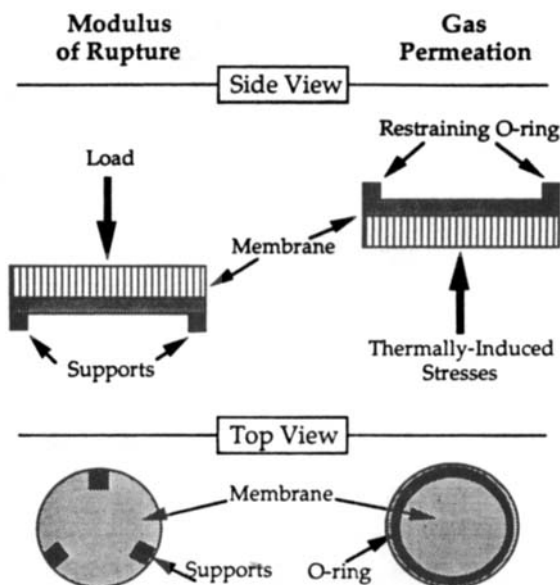 Modulus
of Rupture
Gas
Permeation
Side View
Load
Restraining O-ring
Membrane
Supports
Thermally-Induced
Stresses
Top View
Membrane
Supports
O-ring